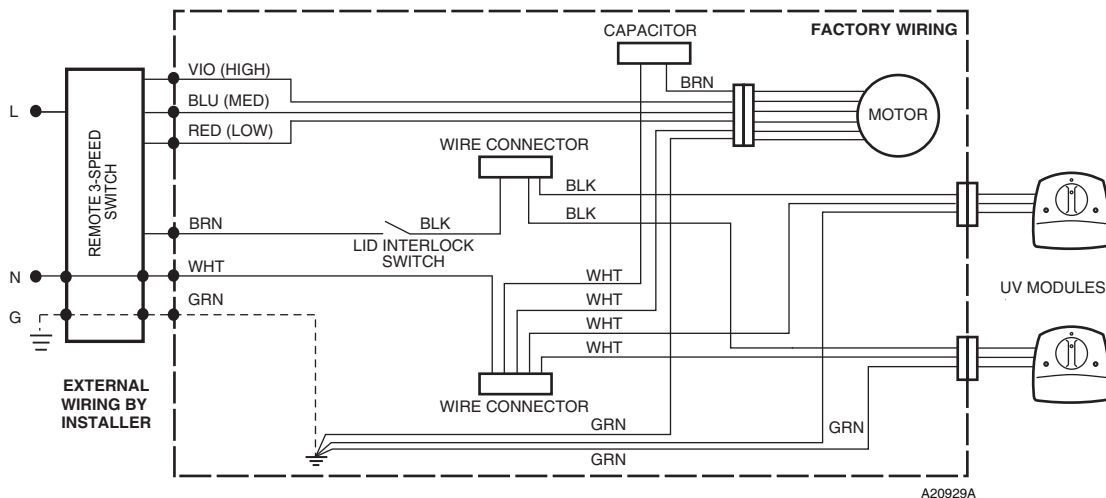 FACTORY WIRING
CAPACITOR
BRN
MOTOR
VIO (HIGH)
BLU (MED)
RED (LOW)
L
REMOTE 3-SPEED
SWITCH
WIRE CONNECTOR
BLK
BLK
BRN
BLK
LID INTERLOCK
SWITCH
N
WHT
WHT
UV MODULES
G
GRN
WHT
WHT
WHT
EXTERNAL
WIRING BY
INSTALLER
WIRE CONNECTOR
GRN
GRN
GRN
A20929A